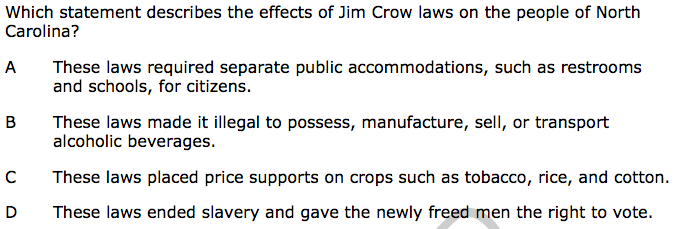 Which statement describes the effects of Jim Crow laws on the people of North
Carolina?
A These laws required separate public accommodations, such as restrooms
and schools, for citizens.
B These laws made it illegal to possess, manufacture, sell, or transport
alcoholic beverages.
C These laws placed price supports on crops such as tobacco, rice, and cotton.
D These laws ended slavery and gave the newly freed men the right to vote.